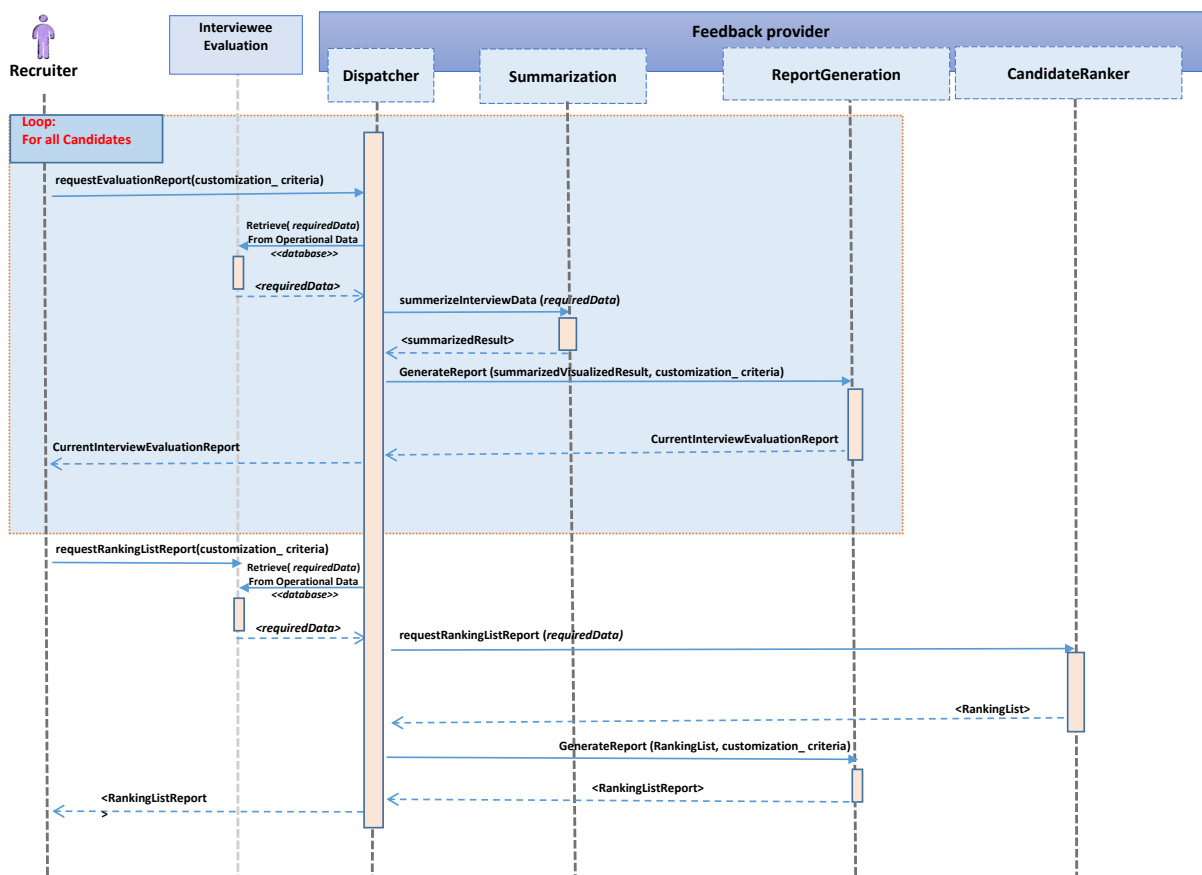 Interviewee
Evaluation
Feedback provider
Recruiter
Dispatcher
Summarization
ReportGeneration
CandidateRanker
Loop:
For all Candidates
requestEvaluationReport(customization_ criteria)
Retrieve( requiredData)
From Operational Data
<<database>>
<requiredData>
summerizeInterviewData (requiredData)
<summarizedResult>
GenerateReport (summarizedVisualizedResult, customization_ criteria)
CurrentInterviewEvaluationReport
CurrentInterviewEvaluationReport
requestRankingListReport(customization_ criteria)
Retrieve( requiredData)
From Operational Data
<<database>>
<requiredData>
requestRankingListReport (requiredData)
<RankingList>
GenerateReport (RankingList, customization_ criteria)
<RankingListReport>
<RankingListReport
>